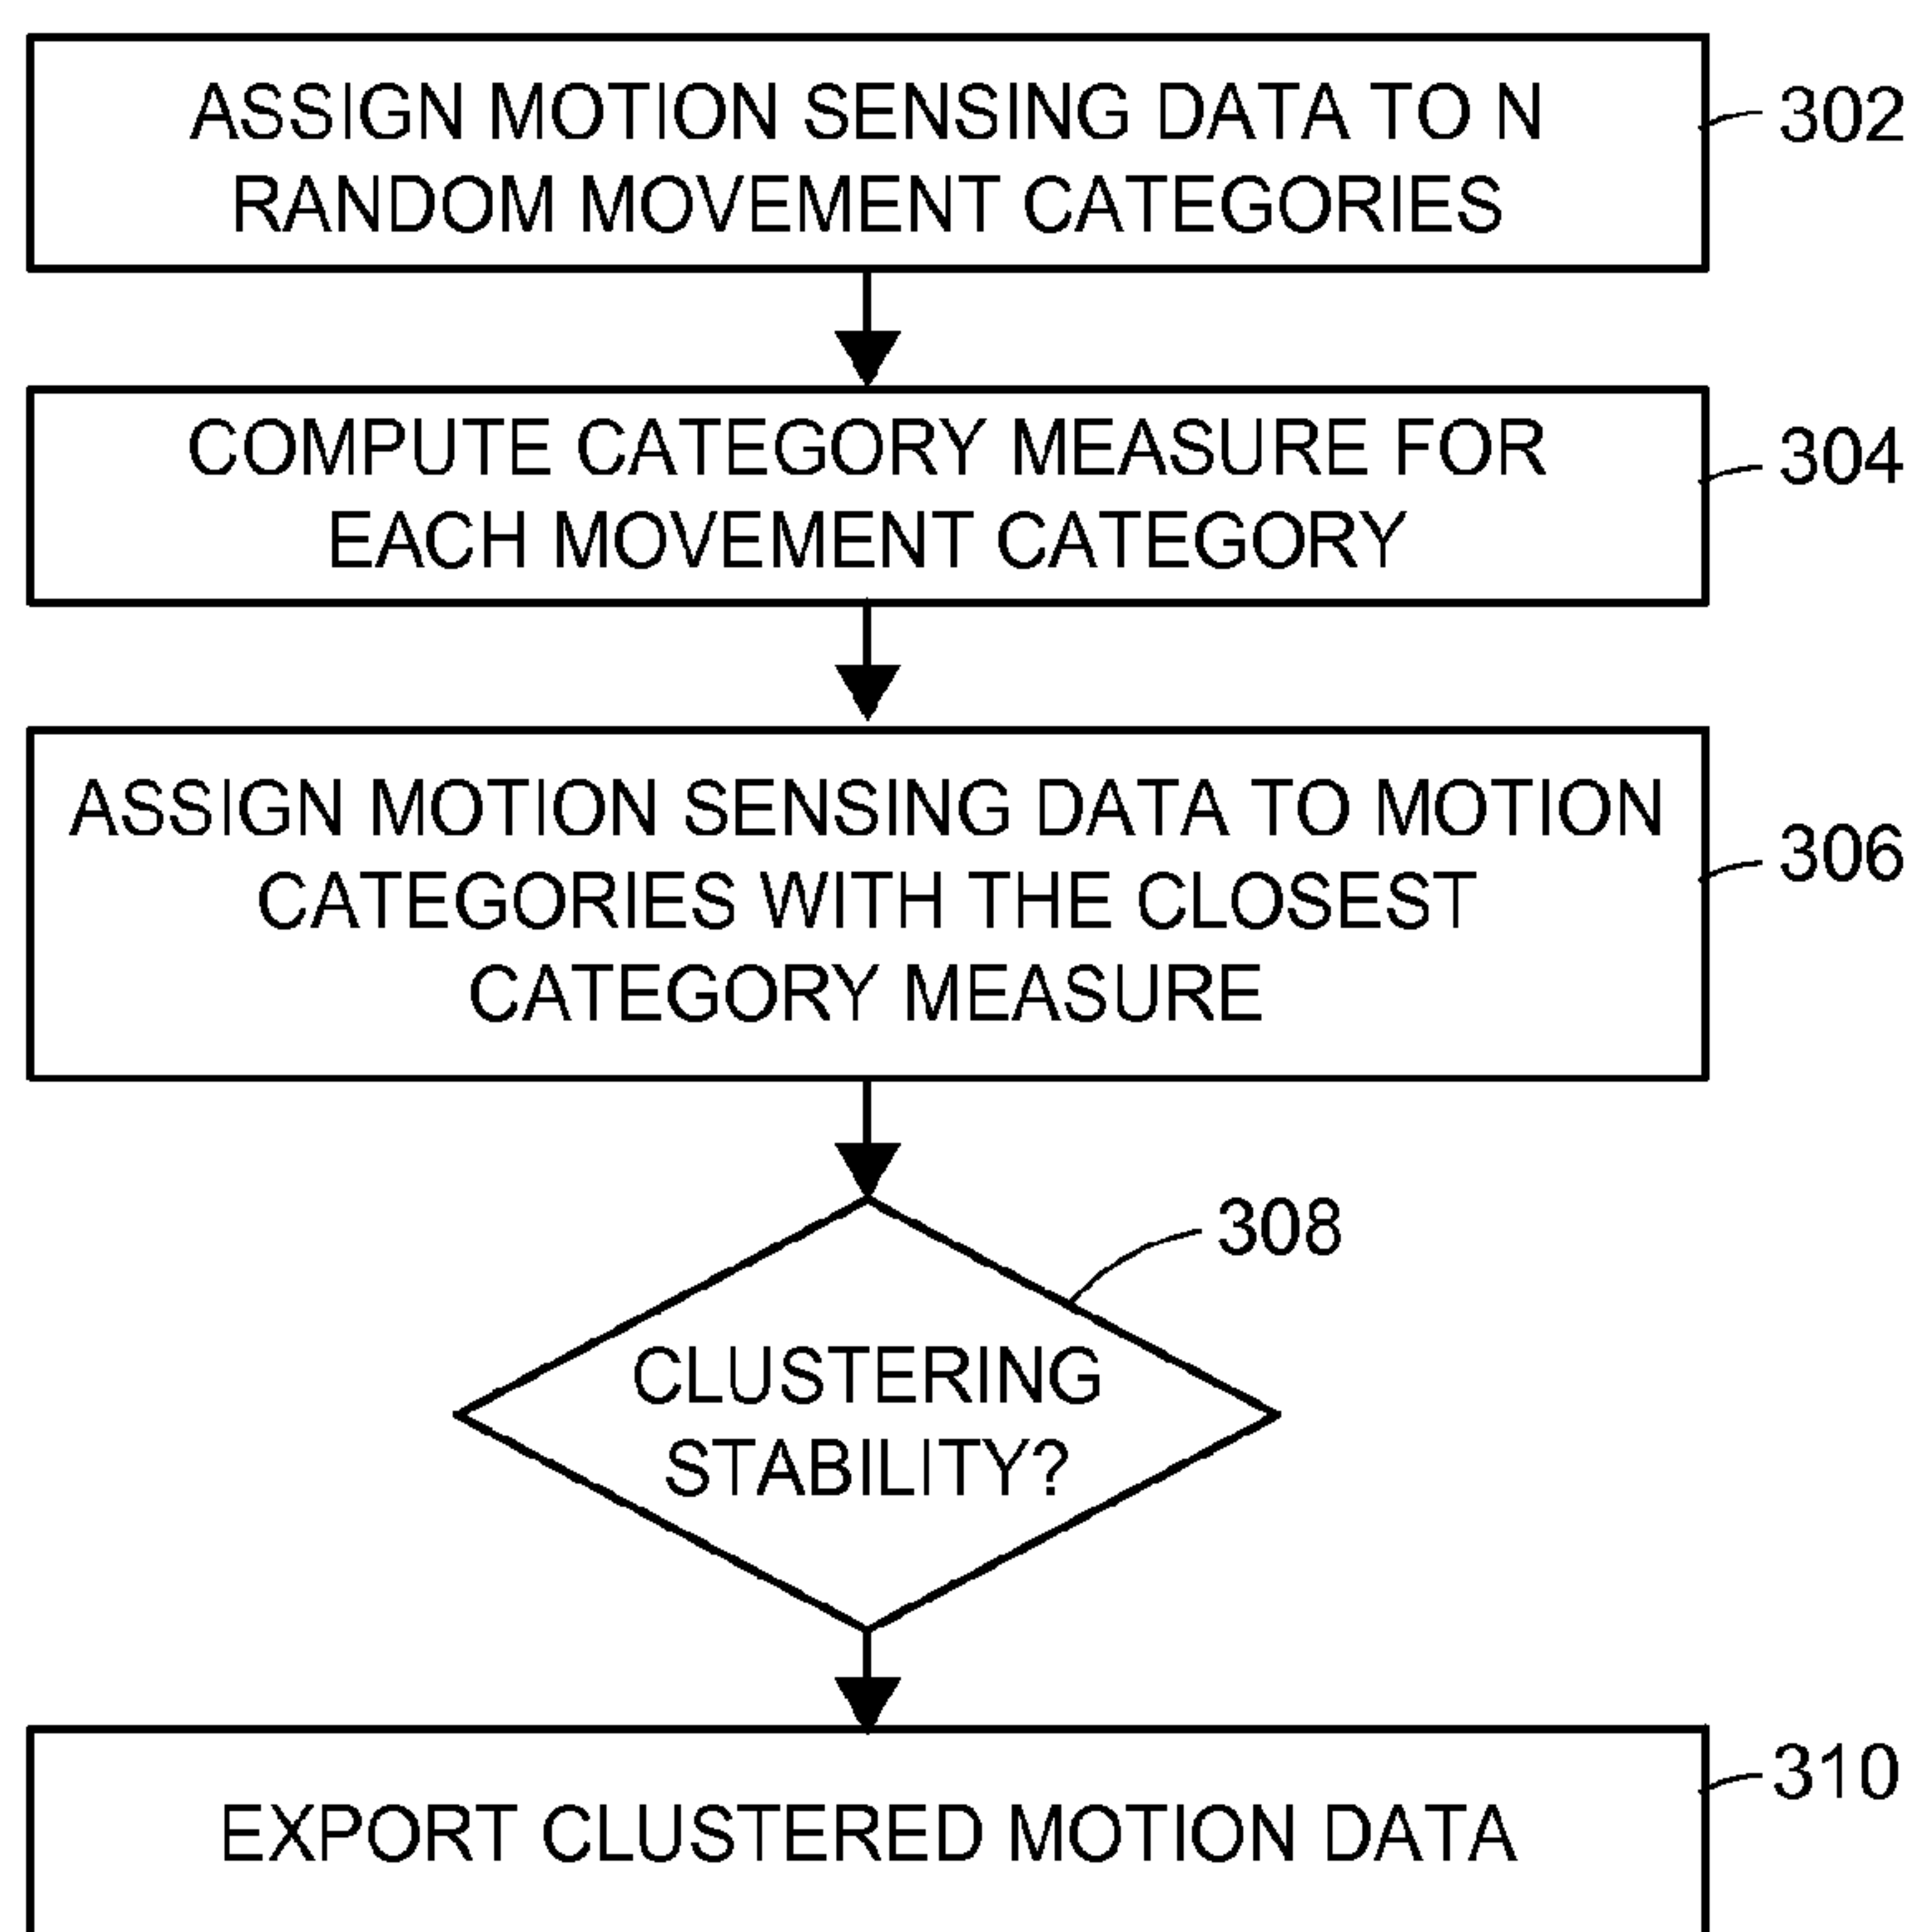 ASSIGN MOTION SENSING DATA TO N
RANDOM MOVEMENT CATEGORIES
302
COMPUTE CATEGORY MEASURE FOR
EACH MOVEMENT CATEGORY
304
ASSIGN MOTION SENSING DATA TO MOTION
CATEGORIES WITH THE CLOSEST
CATEGORY MEASURE
306
308
CLUSTERING
STABILITY?
310
EXPORT CLUSTERED MOTION DATA